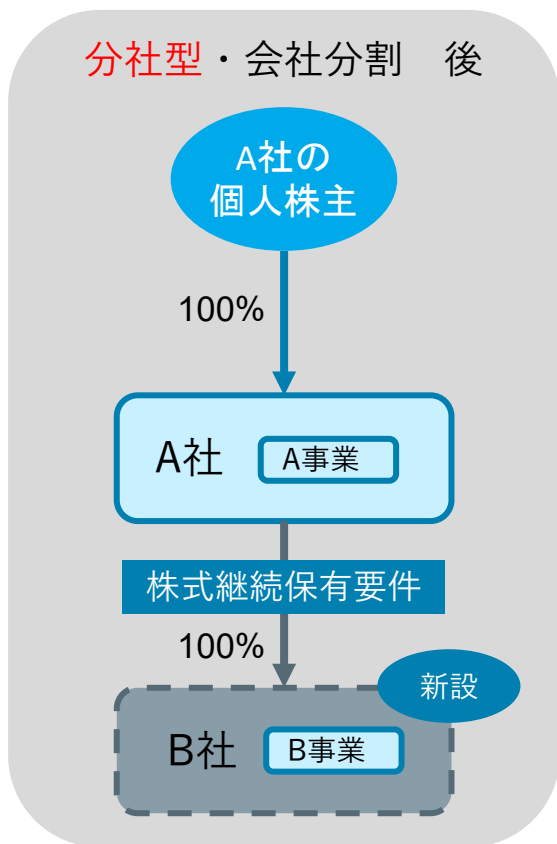 分社型・会社分割　後
A社の
個人株主
100%
A社
A事業
株式継続保有要件
100%
新設
B社
B事業